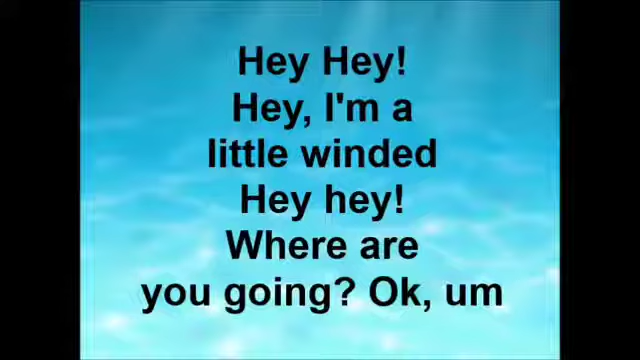 Hey Hey!
Hey, I'm a
little winded
Hey hey!
Where are
you going? Ok, um